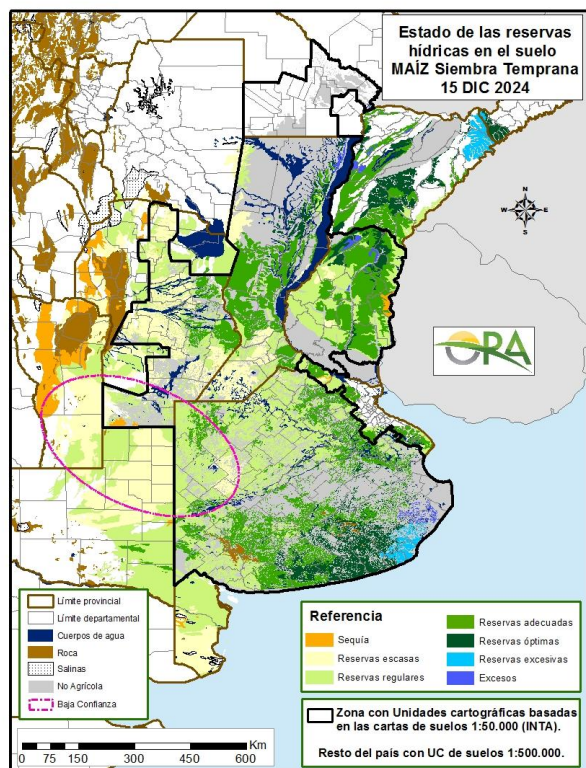 Estado de las reservas
hídricas en el suelo
MAÍZ Siembra Temprana
15 DIC 2024
N
W
E
S
ORA
Límite provincial
Límite departamental
Cuerpos de agua
Roca
Salinas
No Agrícola
Baja Confianza
Referencia
Sequía
Reservas escasas
Reservas regulares
Reservas adecuadas
Reservas óptimas
Reservas excesivas
Excesos
Zona con Unidades cartográficas basadas
en las cartas de suelos 1:50.000 (INTA).
Resto del país con UC de suelos 1:500.000.
Km
0 75 150 300 450 600